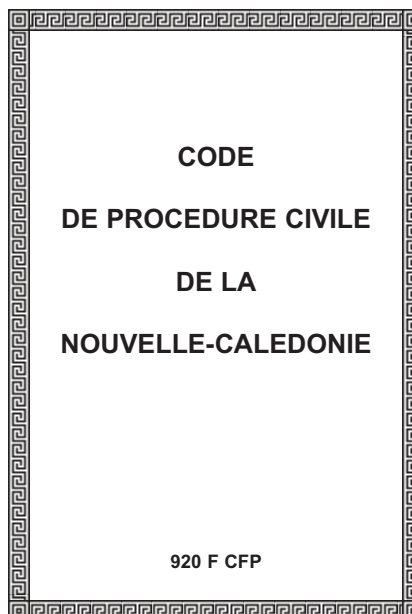 CODE
DE PROCEDURE CIVILE
DE LA
NOUVELLE-CALEDONIE
920 F CFP